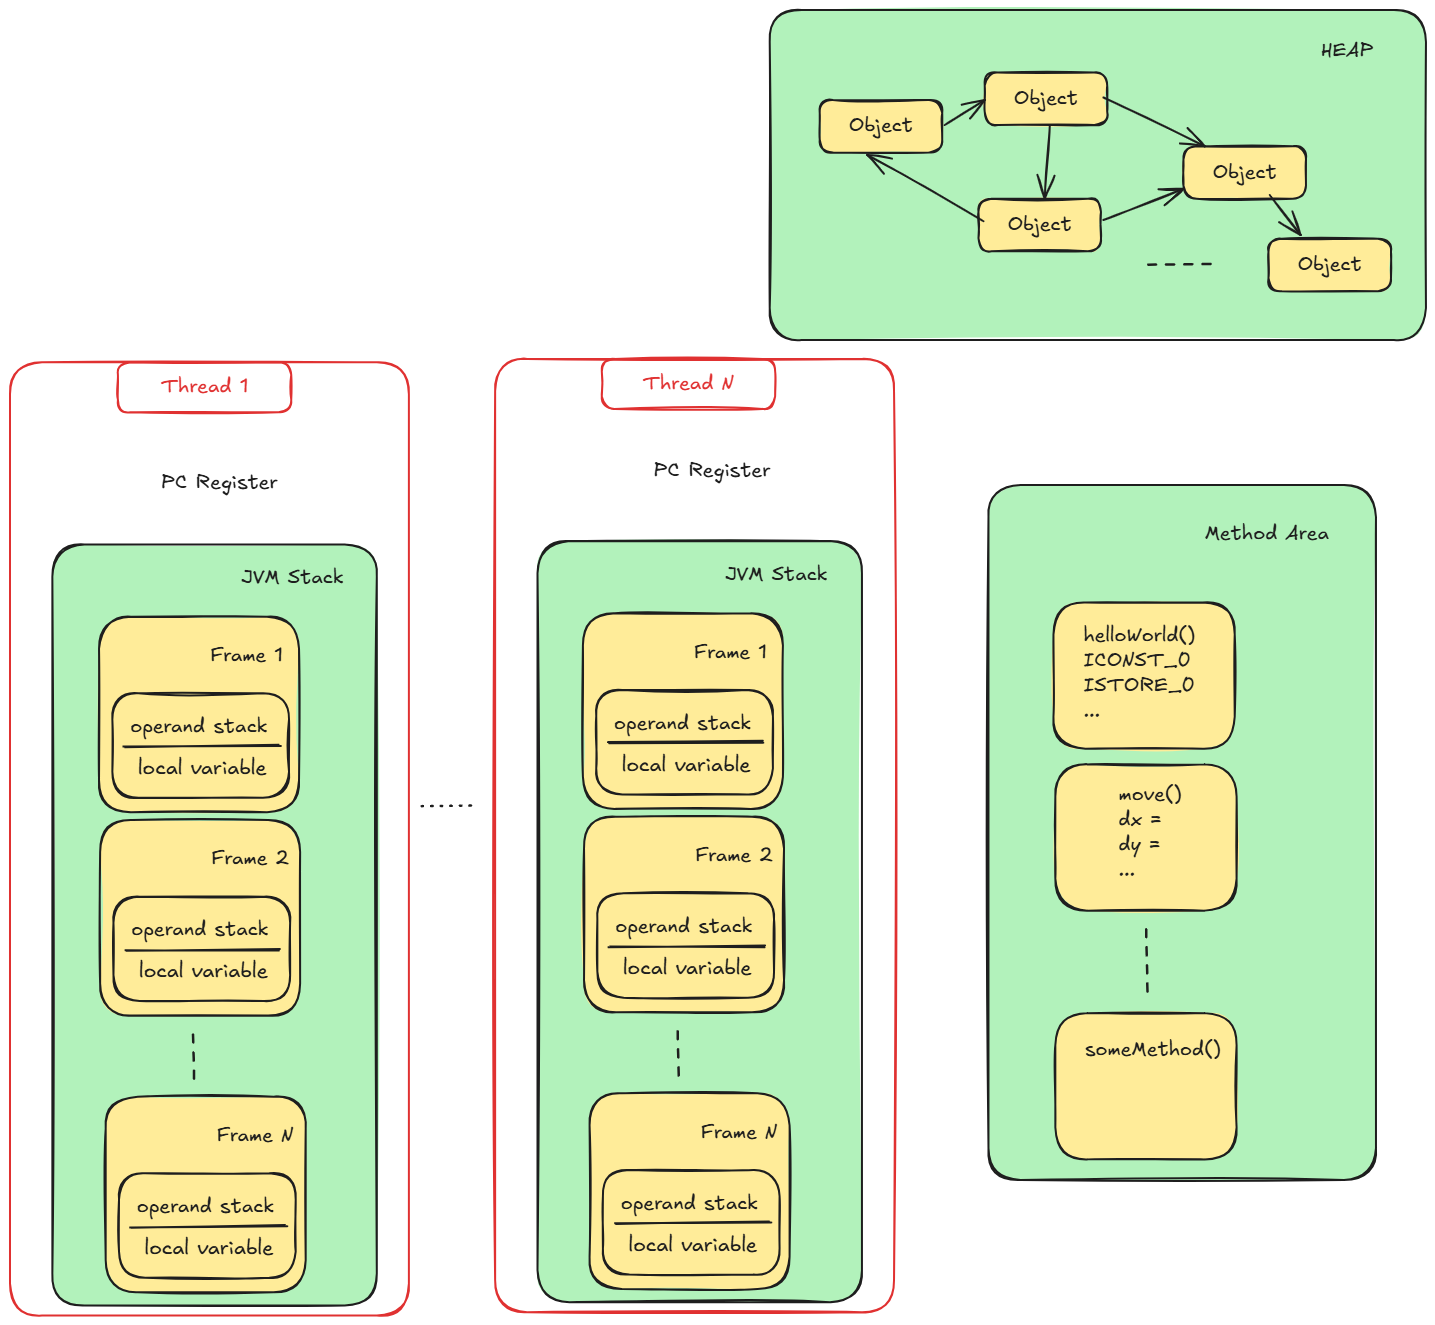 HEAP
Object
Object
Object
Object
Object
Thread 1
PC Register
JVM Stack
Frame 1
operand stack
local variable
Frame 2
operand stack
local variable
Frame N
operand stack
local variable
Thread N
PC Register
JVM Stack
Frame 1
operand stack
local variable
Frame 2
operand stack
local variable
Frame N
operand stack
local variable
Method Area
helloWorld()
ICONST_0
ISTORE_0
...
move()
dx =
dy =
...
someMethod()